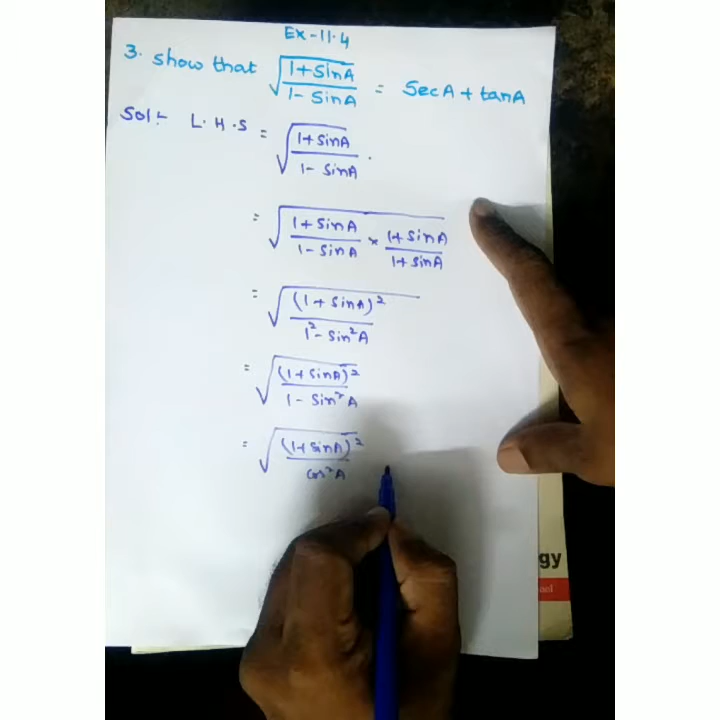 Ex-11.4
3. show that √(1+SinA / 1- SinA) = SecA + tanA
Sol:- L.H.S = √(1+SinA / 1- SinA).
= √(1+SinA / 1- SinA × 1+SinA / 1+SinA)
= √((1+SinA)² / 1²- Sin²A)
= √((1+SinA)² / 1- Sin²A)
= √((1+SinA)² / Cos²A)
gy
ool